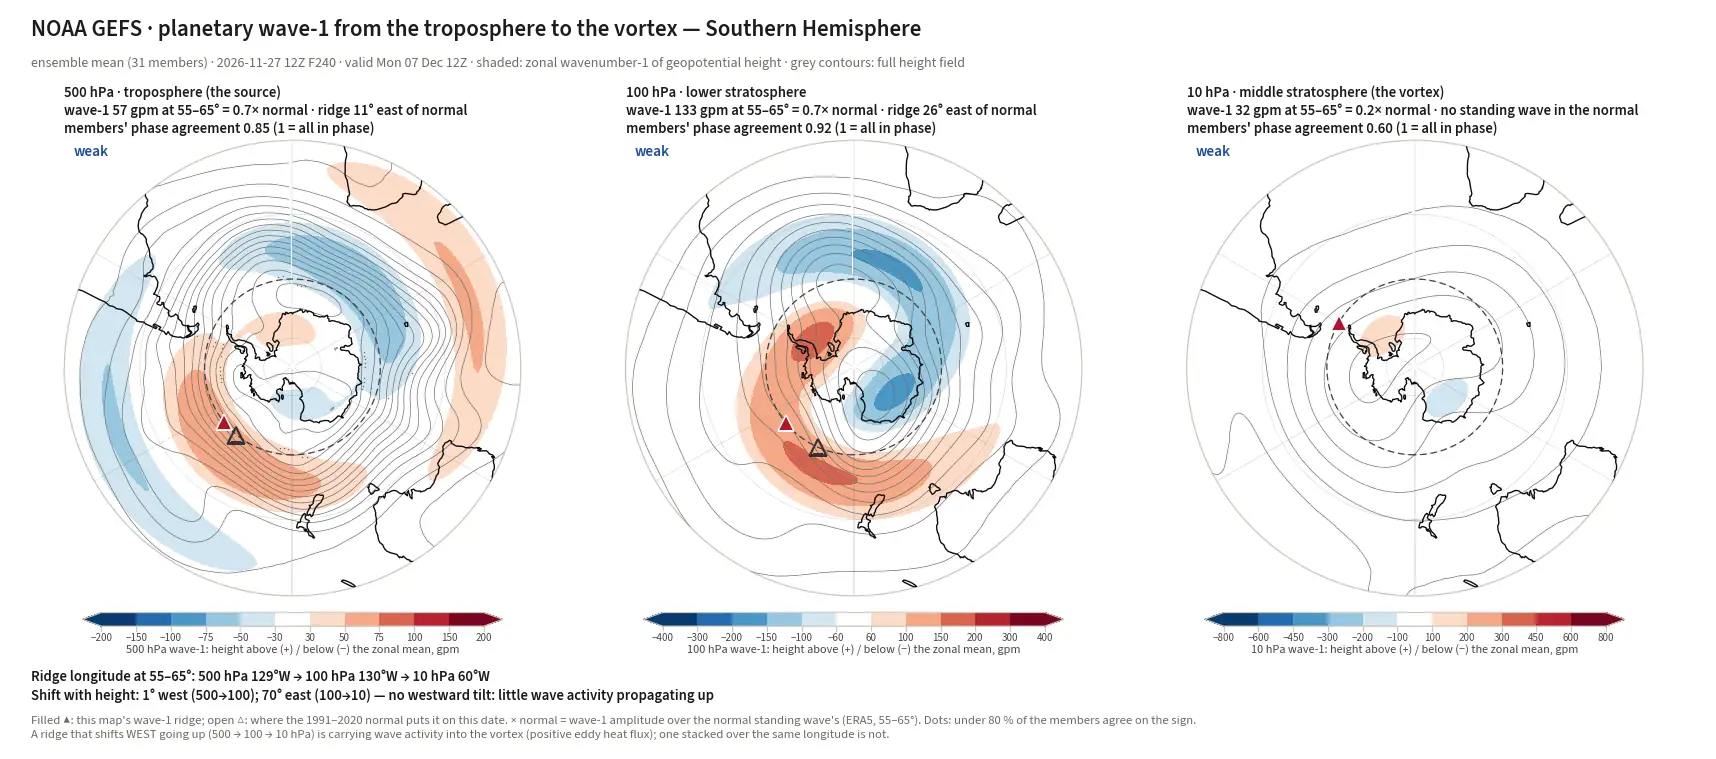 NOAA GEFS · planetary wave-1 from the troposphere to the vortex — Southern Hemisphere
ensemble mean (31 members) · 2026-11-27 12Z F240 · valid Mon 07 Dec 12Z · shaded: zonal wavenumber-1 of geopotential height · grey contours: full height field
500 hPa · troposphere (the source)
wave-1 57 gpm at 55–65° = 0.7× normal · ridge 11° east of normal
members' phase agreement 0.85 (1 = all in phase)
weak
100 hPa · lower stratosphere
wave-1 133 gpm at 55–65° = 0.7× normal · ridge 26° east of normal
members' phase agreement 0.92 (1 = all in phase)
weak
10 hPa · middle stratosphere (the vortex)
wave-1 32 gpm at 55–65° = 0.2× normal · no standing wave in the normal
members' phase agreement 0.60 (1 = all in phase)
weak
−200 −150 −100 −75 −50 −30 30 50 75 100 150 200
500 hPa wave-1: height above (+) / below (−) the zonal mean, gpm
−400 −300 −200 −150 −100 −60 60 100 150 200 300 400
100 hPa wave-1: height above (+) / below (−) the zonal mean, gpm
−800 −600 −450 −300 −200 −100 100 200 300 450 600 800
10 hPa wave-1: height above (+) / below (−) the zonal mean, gpm
Ridge longitude at 55–65°: 500 hPa 129°W → 100 hPa 130°W → 10 hPa 60°W
Shift with height: 1° west (500→100); 70° east (100→10) — no westward tilt: little wave activity propagating up
Filled ▲: this map's wave-1 ridge; open △: where the 1991–2020 normal puts it on this date. × normal = wave-1 amplitude over the normal standing wave's (ERA5, 55–65°). Dots: under 80 % of the members agree on the sign.
A ridge that shifts WEST going up (500 → 100 → 10 hPa) is carrying wave activity into the vortex (positive eddy heat flux); one stacked over the same longitude is not.